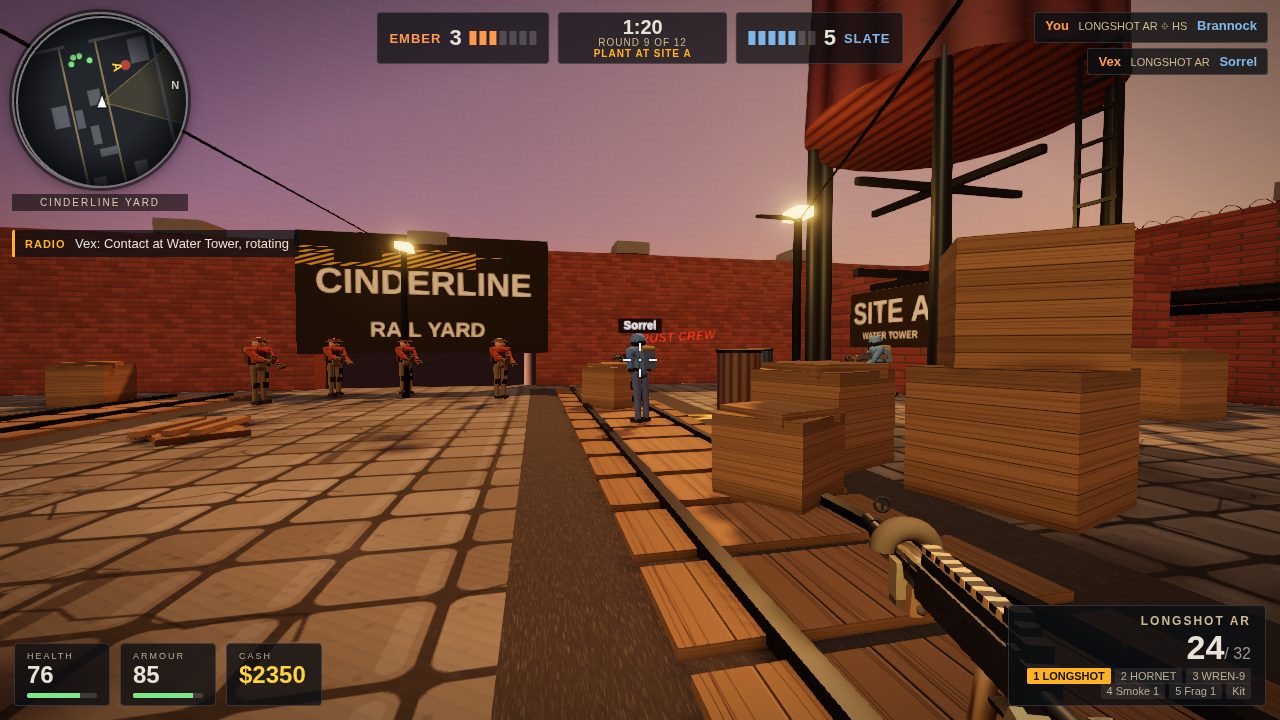 EMBER 3
1:20
ROUND 9 OF 12
PLANT AT SITE A
5 SLATE
You LONGSHOT AR HS Brannock
Vex LONGSHOT AR Sorrel
A
N
CINDERLINE YARD
RADIO Vex: Contact at Water Tower, rotating
CINDERLINE
RAIL YARD
Sorrel
RUST CREW
SITE A
WATER TOWER
HEALTH
76
ARMOUR
85
CASH
$2350
LONGSHOT AR
24 / 32
1 LONGSHOT 2 HORNET 3 WREN-9
4 Smoke 1 5 Frag 1 Kit